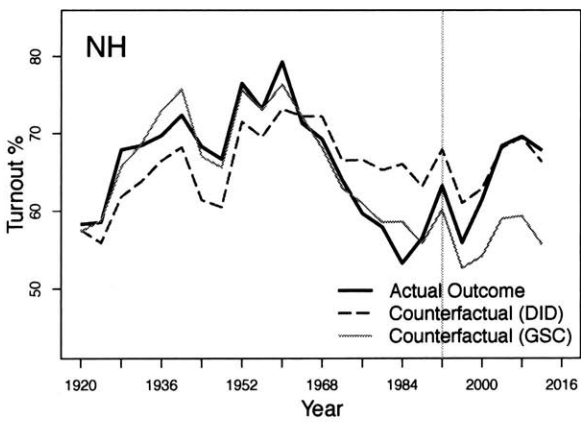 NH
80
70
60
50
Turnout %
Actual Outcome
Counterfactual (DID)
Counterfactual (GSC)
1920 1936 1952 1968 1984 2000 2016
Year